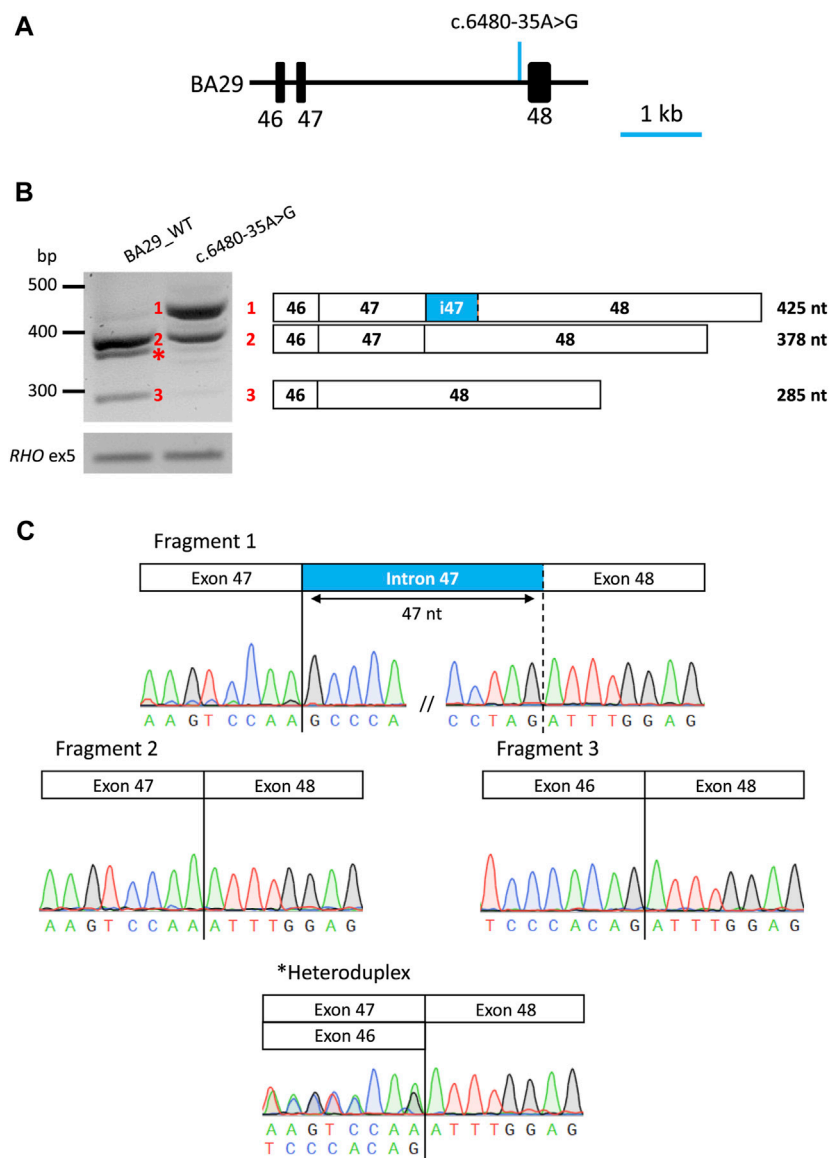 A
c.6480-35A>G
BA29
46
47
48
1 kb
B
bp
BA29_WT
c.6480-35A>G
500
400
300
1
2
*
3
RHO ex5
1 46 47 i47 48 425 nt
2 46 47 48 378 nt
3 46 48 285 nt
C
Fragment 1
Exon 47 Intron 47 Exon 48
47 nt
A A G T C C A A G C C C A // C C T A G A T T T G G A G
Fragment 2
Exon 47 Exon 48
A A G T C C A A A T T T G G A G
Fragment 3
Exon 46 Exon 48
T C C C A C A G A T T T G G A G
*Heteroduplex
Exon 47 Exon 48
Exon 46
A A G T C C A A A T T T G G A G
T C C C A C A G